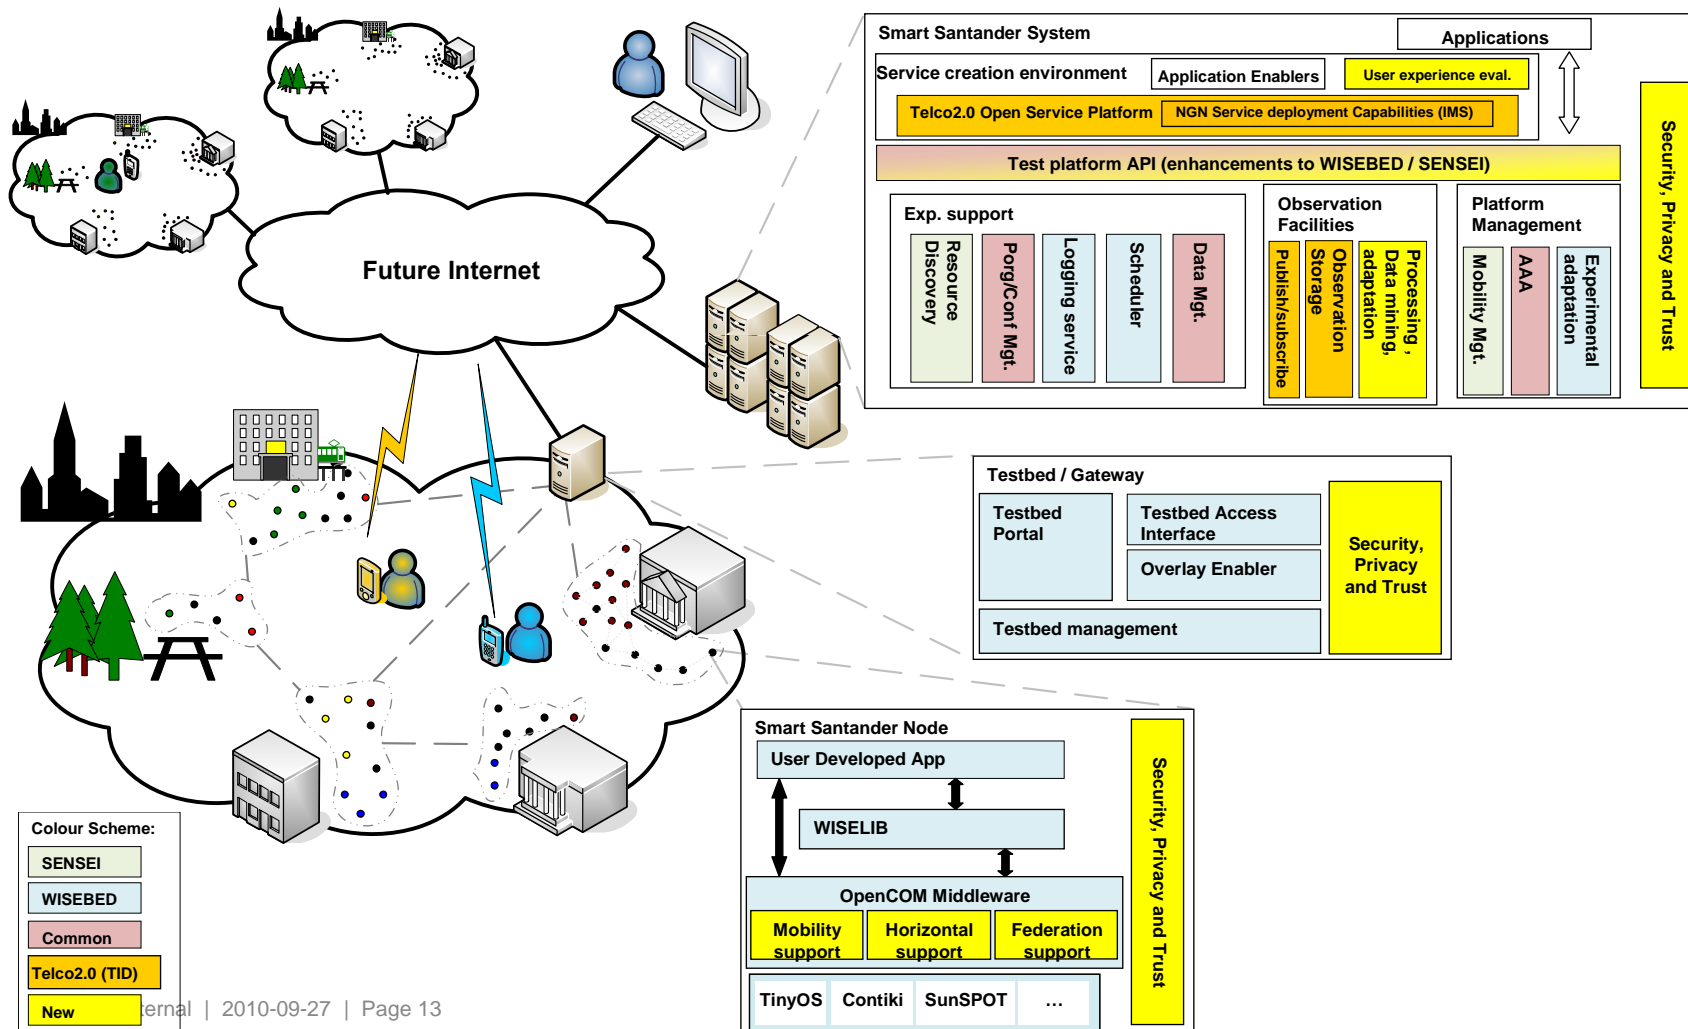 Smart Santander System
Applications
Service creation environment
Application Enablers
User experience eval.
Telco2.0 Open Service Platform
NGN Service deployment Capabilities (IMS)
Test platform API (enhancements to WISEBED / SENSEI)
Exp. support
Resource
Discovery
Porg/Conf Mgt.
Logging service
Scheduler
Data Mgt.
Observation
Facilities
Publish/subscribe
Observation
Storage
Processing ,
Data mining,
adaptation
Platform
Management
Mobility Mgt.
AAA
Experimental
adaptation
Security, Privacy and Trust
Future Internet
Testbed / Gateway
Testbed
Portal
Testbed Access
Interface
Overlay Enabler
Testbed management
Security,
Privacy
and Trust
Smart Santander Node
User Developed App
WISELIB
OpenCOM Middleware
Mobility
support
Horizontal
support
Federation
support
TinyOS
Contiki
SunSPOT
...
Security, Privacy and Trust
Colour Scheme:
SENSEI
WISEBED
Common
Telco2.0 (TID)
New
ernal | 2010-09-27 | Page 13